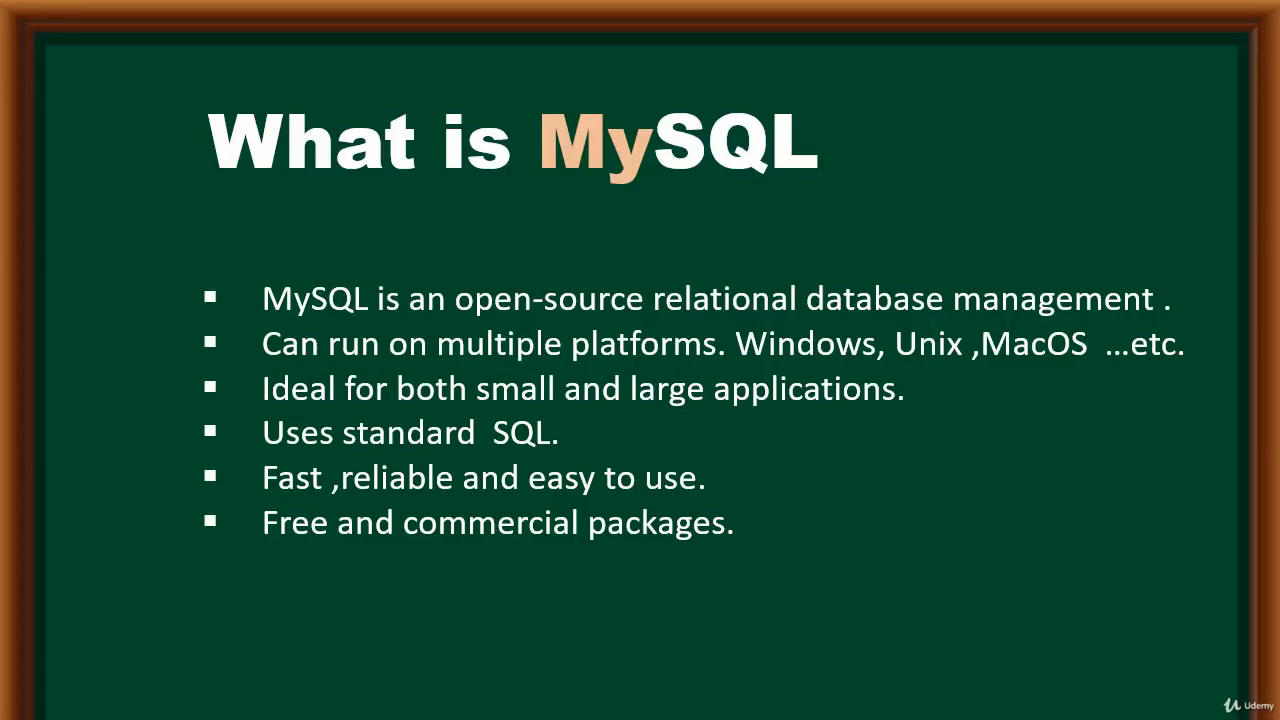 What is MySQL
▪ MySQL is an open-source relational database management .
▪ Can run on multiple platforms. Windows, Unix ,MacOS  ...etc.
▪ Ideal for both small and large applications.
▪ Uses standard  SQL.
▪ Fast ,reliable and easy to use.
▪ Free and commercial packages.
Udemy